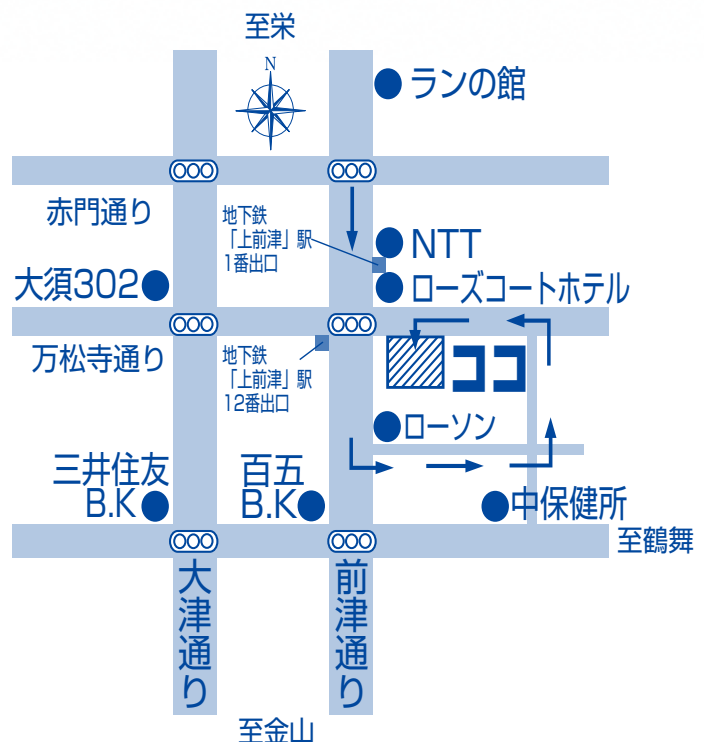 至栄
N
ランの館
赤門通り
地下鉄
「上前津」駅
1番出口
NTT
大須302
ローズコートホテル
万松寺通り
地下鉄
「上前津」駅
12番出口
ココ
ローソン
三井住友
B.K
百五
B.K
中保健所
至鶴舞
大津通り
前津通り
至金山